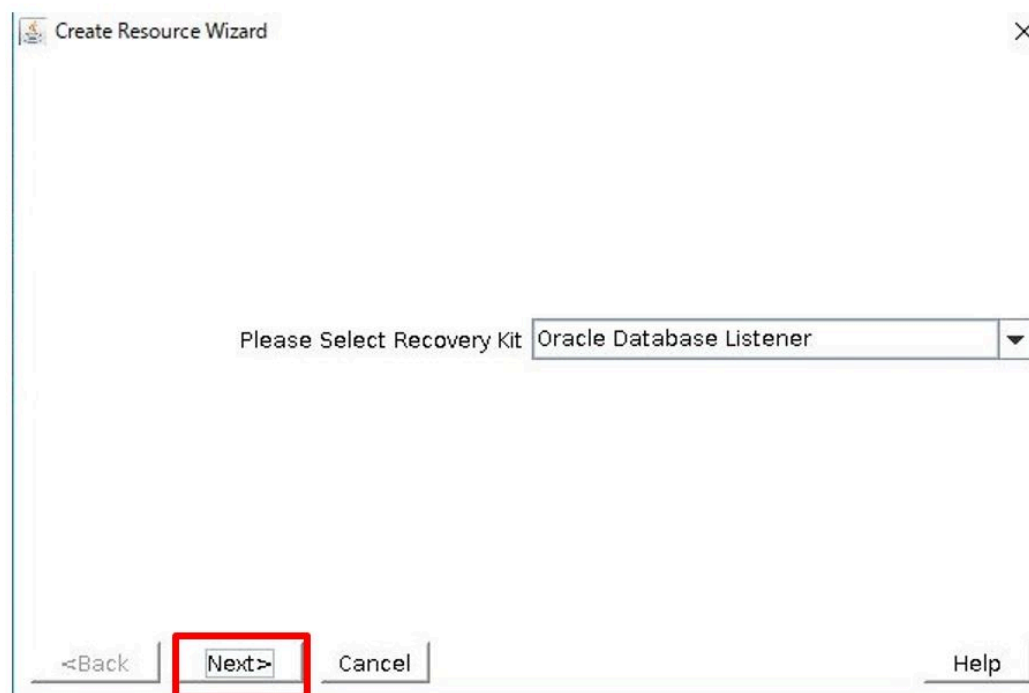 Create Resource Wizard
Please Select Recovery Kit Oracle Database Listener
<Back Next> Cancel Help